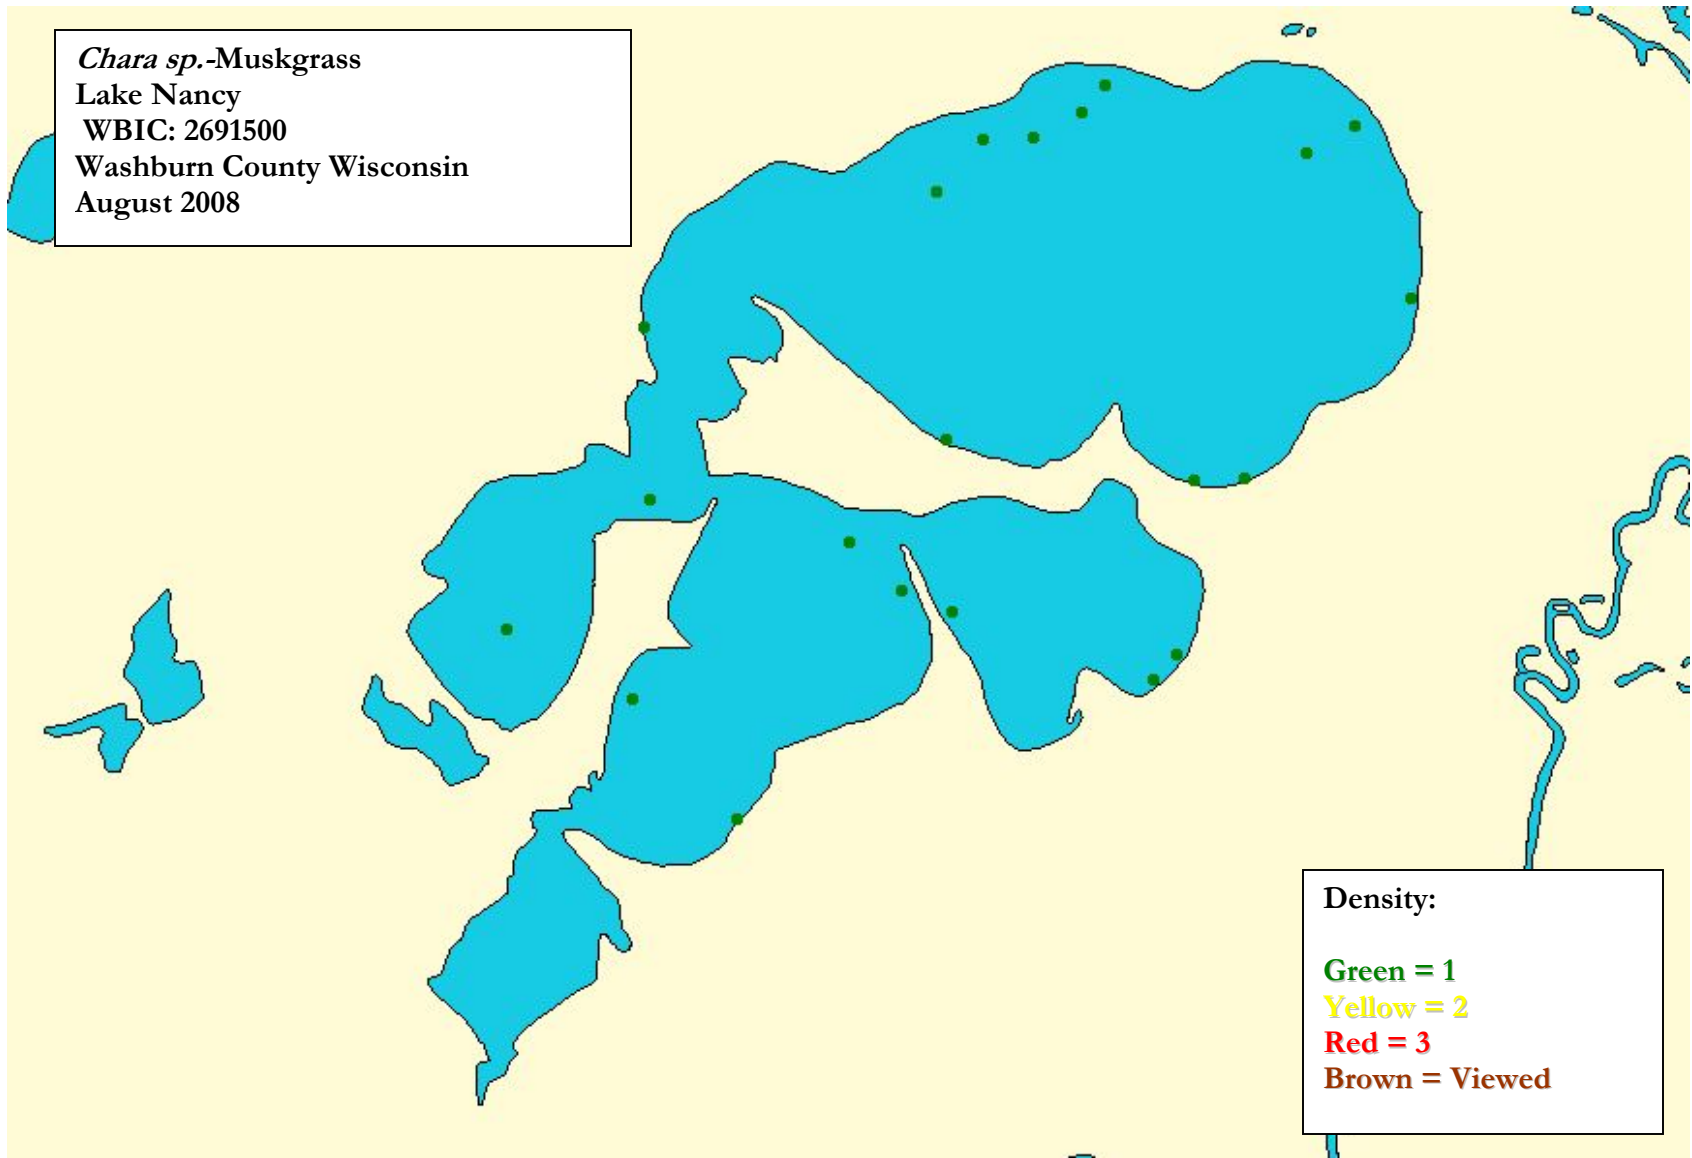 Chara sp.-Muskgrass
Lake Nancy
WBIC: 2691500
Washburn County Wisconsin
August 2008
Density:
Green = 1
Yellow = 2
Red = 3
Brown = Viewed